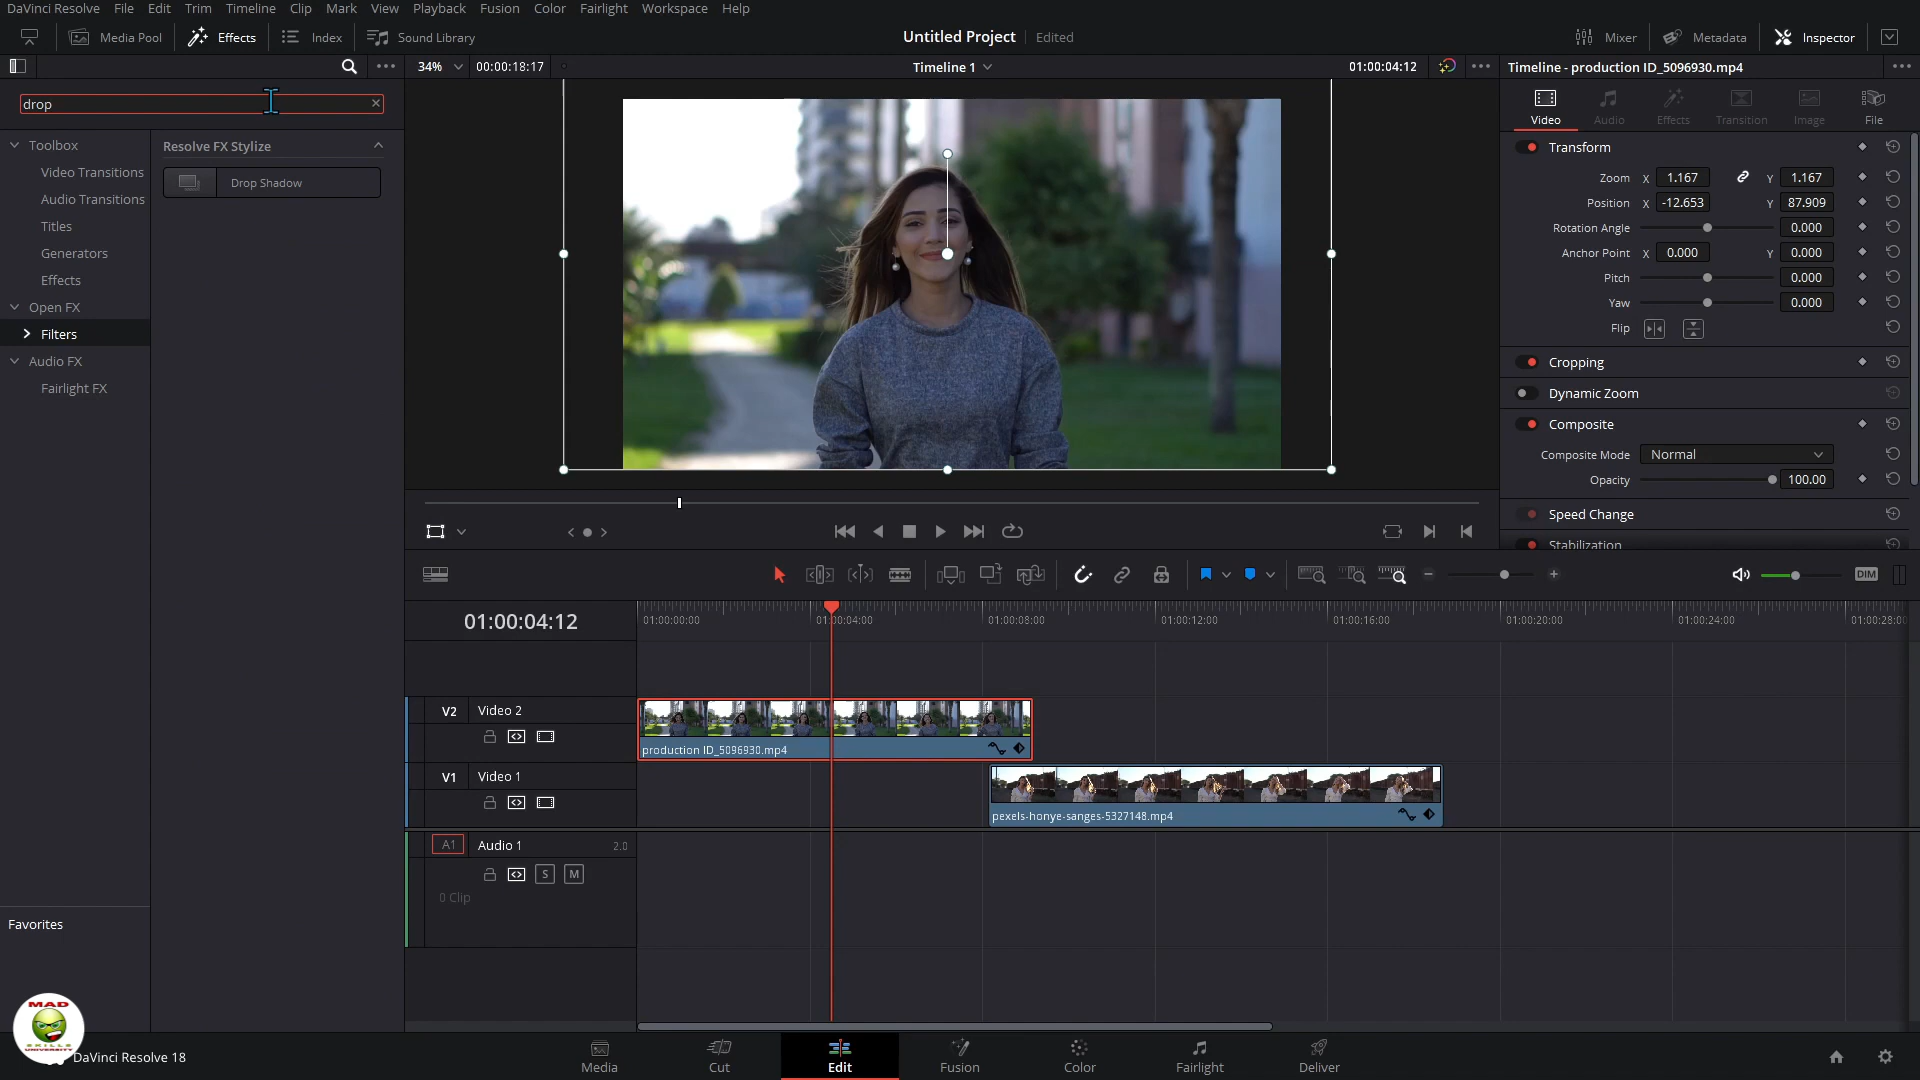 DaVinci Resolve File Edit Trim Timeline Clip Mark View Playback Fusion Color Fairlight Workspace Help
Media Pool Effects Index Sound Library Untitled Project Edited Mixer Metadata Inspector
34% 00:00:18:17 Timeline 1 01:00:04:12 Timeline - production ID_5096930.mp4
drop
Video Audio Effects Transition Image File
Toolbox
Video Transitions
Audio Transitions
Titles
Generators
Effects
Open FX
Filters
Audio FX
Fairlight FX
Favorites
Resolve FX Stylize
Drop Shadow
Transform
Zoom X 1.167 Y 1.167
Position X -12.653 Y 87.909
Rotation Angle 0.000
Anchor Point X 0.000 Y 0.000
Pitch 0.000
Yaw 0.000
Flip
Cropping
Dynamic Zoom
Composite
Composite Mode Normal
Opacity 100.00
Speed Change
Stabilization
DIM
01:00:04:12 01:00:00:00 01:00:04:00 01:00:08:00 01:00:12:00 01:00:16:00 01:00:20:00 01:00:24:00 01:00:28:00
V2 Video 2
production ID_5096930.mp4
V1 Video 1
pexels-honye-sanges-5327148.mp4
A1 Audio 1 2.0
S M
0 Clip
MAD
SKILLS
UNIVERSITY
DaVinci Resolve 18
Media Cut Edit Fusion Color Fairlight Deliver